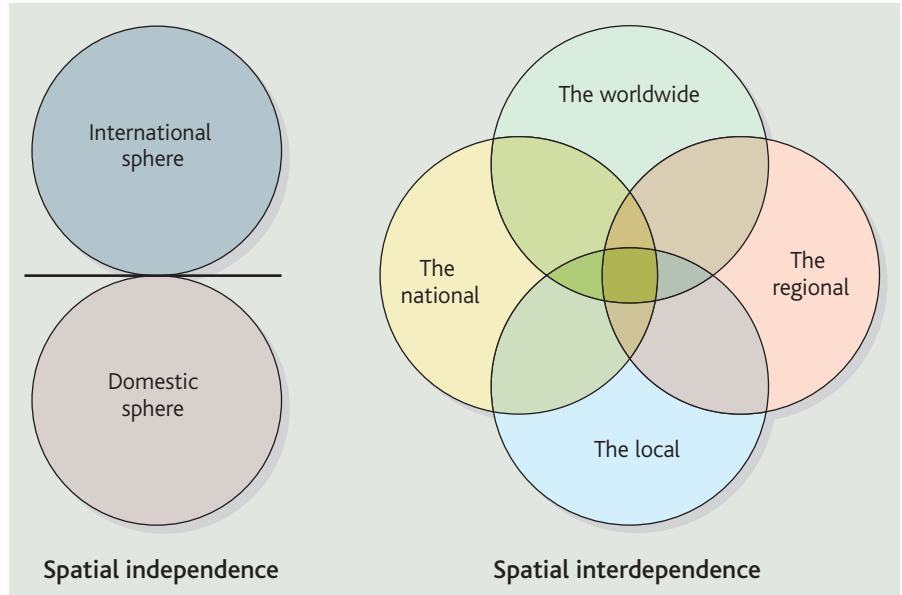 International
sphere
Domestic
sphere
Spatial independence
The worldwide
The
national
The
regional
The local
Spatial interdependence